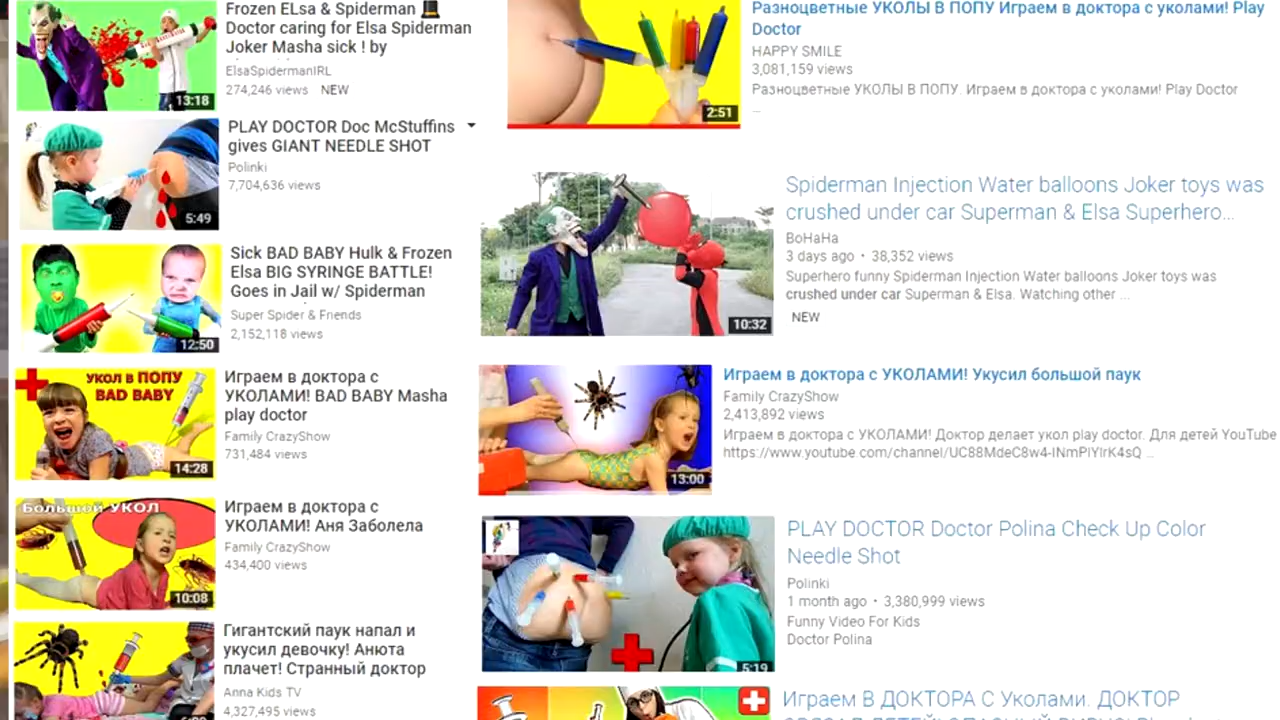 Frozen ELsa & Spiderman
Doctor caring for Elsa Spiderman
Joker Masha sick ! by
ElsaSpidermanIRL
274,246 views NEW
13:18
PLAY DOCTOR Doc McStuffins
gives GIANT NEEDLE SHOT
Polinki
7,704,636 views
5:49
Sick BAD BABY Hulk & Frozen
Elsa BIG SYRINGE BATTLE!
Goes in Jail w/ Spiderman
Super Spider & Friends
2,152,118 views
12:50
УКОЛ В ПОПУ
BAD BABY
14:28
Играем в доктора с
УКОЛАМИ! BAD BABY Masha
play doctor
Family CrazyShow
731,484 views
Большой УКОЛ
10:08
Играем в доктора с
УКОЛАМИ! Аня Заболела
Family CrazyShow
434,400 views
Гигантский паук напал и
укусил девочку! Анюта
плачет! Странный доктор
Anna Kids TV
4,327,495 views
2:51
Разноцветные УКОЛЫ В ПОПУ Играем в доктора с уколами! Play
Doctor
HAPPY SMILE
3,081,159 views
Разноцветные УКОЛЫ В ПОПУ. Играем в доктора с уколами! Play Doctor
...
10:32
Spiderman Injection Water balloons Joker toys was
crushed under car Superman & Elsa Superhero...
BoHaHa
3 days ago • 38,352 views
Superhero funny Spiderman Injection Water balloons Joker toys was
crushed under car Superman & Elsa. Watching other ...
NEW
13:00
Играем в доктора с УКОЛАМИ! Укусил большой паук
Family CrazyShow
2,413,892 views
Играем в доктора с УКОЛАМИ! Доктор делает укол play doctor. Для детей YouTube
5:19
PLAY DOCTOR Doctor Polina Check Up Color
Needle Shot
Polinki
1 month ago • 3,380,999 views
Funny Video For Kids
Doctor Polina
Играем В ДОКТОРА С Уколами. ДОКТОР